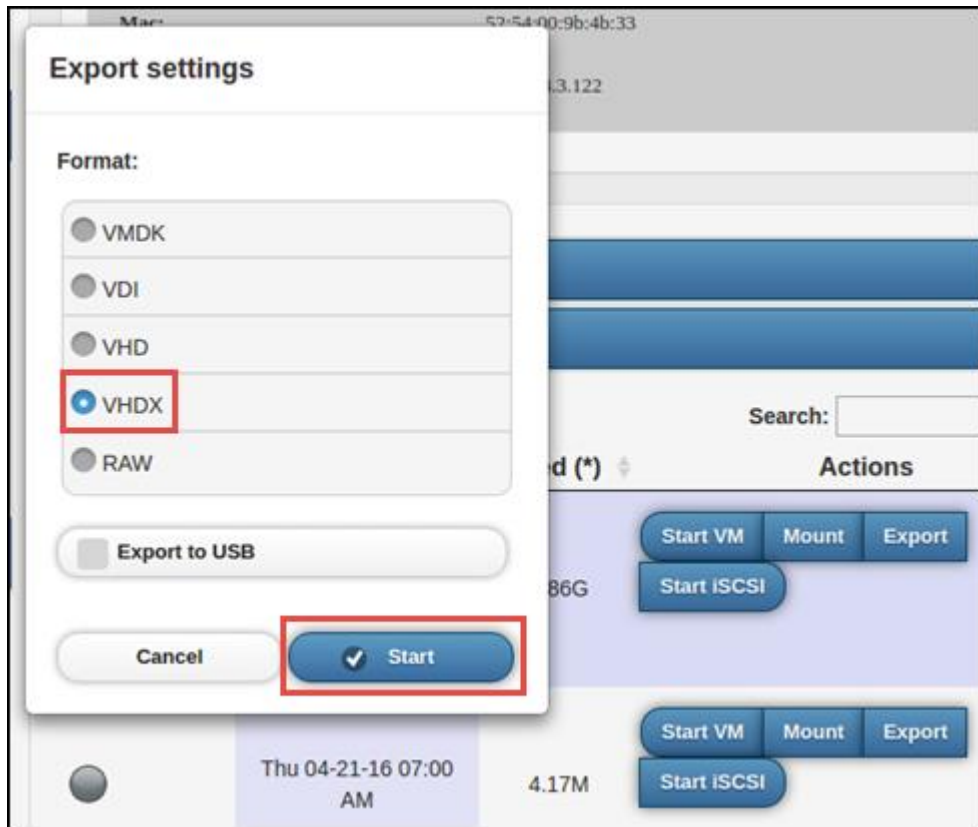 Mac: 52:54:00:9b:4b:33
Export settings
.3.122
Format:
VMDK
VDI
VHD
VHDX
RAW
Search:
ed (*) Actions
Export to USB
Start VM Mount Export
86G Start iSCSI
Cancel Start
Start VM Mount Export
Thu 04-21-16 07:00
AM
4.17M Start iSCSI